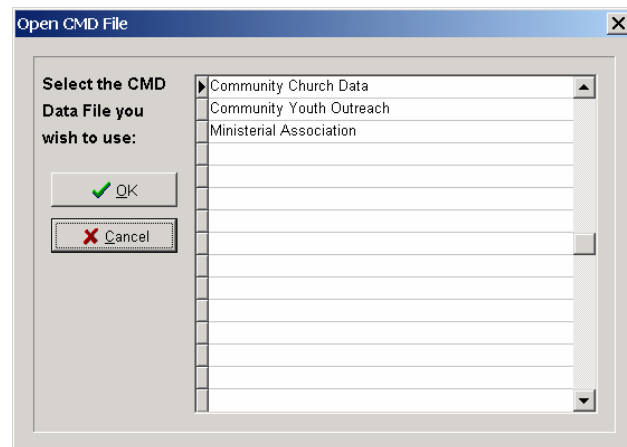 Open CMD File
Select the CMD
Data File you
wish to use:
OK
Cancel
Community Church Data
Community Youth Outreach
Ministerial Association